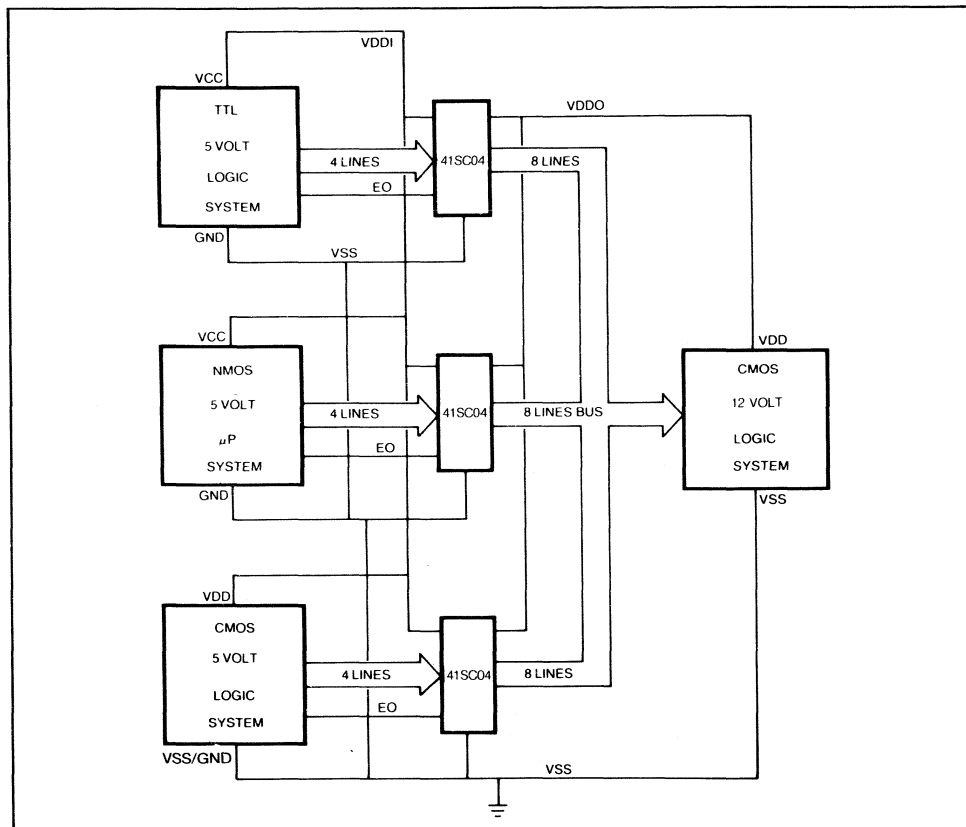 VDDI
VCC
TTL
5 VOLT
LOGIC
SYSTEM
GND
4 LINES
EO
41SC04
VDDO
8 LINES
VSS
VCC
NMOS
5 VOLT
µP
SYSTEM
GND
4 LINES
EO
41SC04
8 LINES BUS
VDD
CMOS
12 VOLT
LOGIC
SYSTEM
VSS
VDD
CMOS
5 VOLT
LOGIC
SYSTEM
VSS/GND
4 LINES
EO
41SC04
8 LINES
VSS